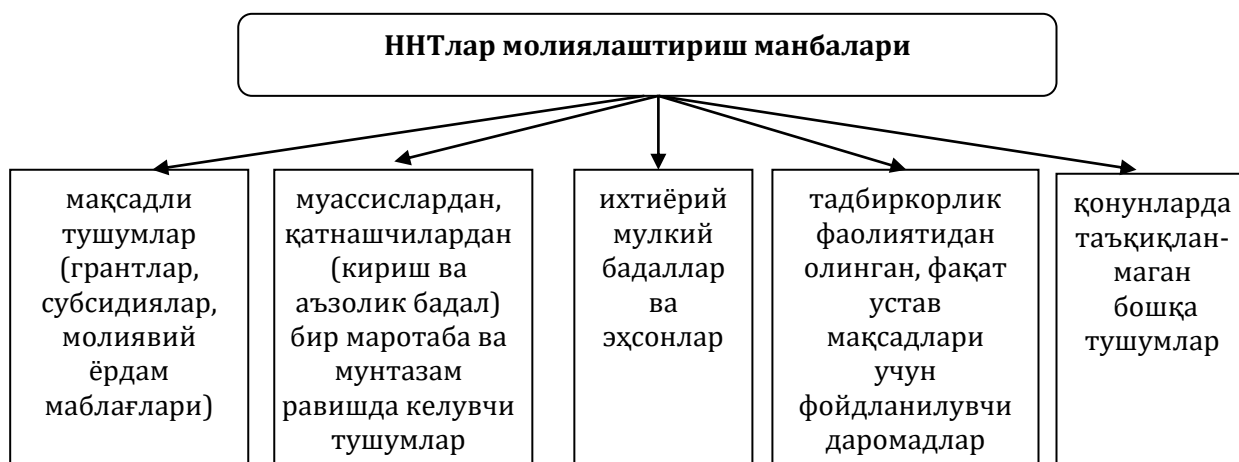 ННТлар молиялаштириш манбалари
мақсадли
тушумлар
(грантлар,
субсидиялар,
молиявий
ёрдам
маблағлари)
муассислардан,
қатнашчилардан
(кириш ва
аъзолик бадал)
бир маротаба ва
мунтазам
равишда келувчи
тушумлар
ихтиёрий
мулкий
бадаллар
ва
эҳсонлар
тадбиркорлик
фаолиятидан
олинган, фақат
устав
мақсадлари
учун
фойдланилувчи
даромадлар
қонунларда
таъқиқлан-
маган
бошқа
тушумлар